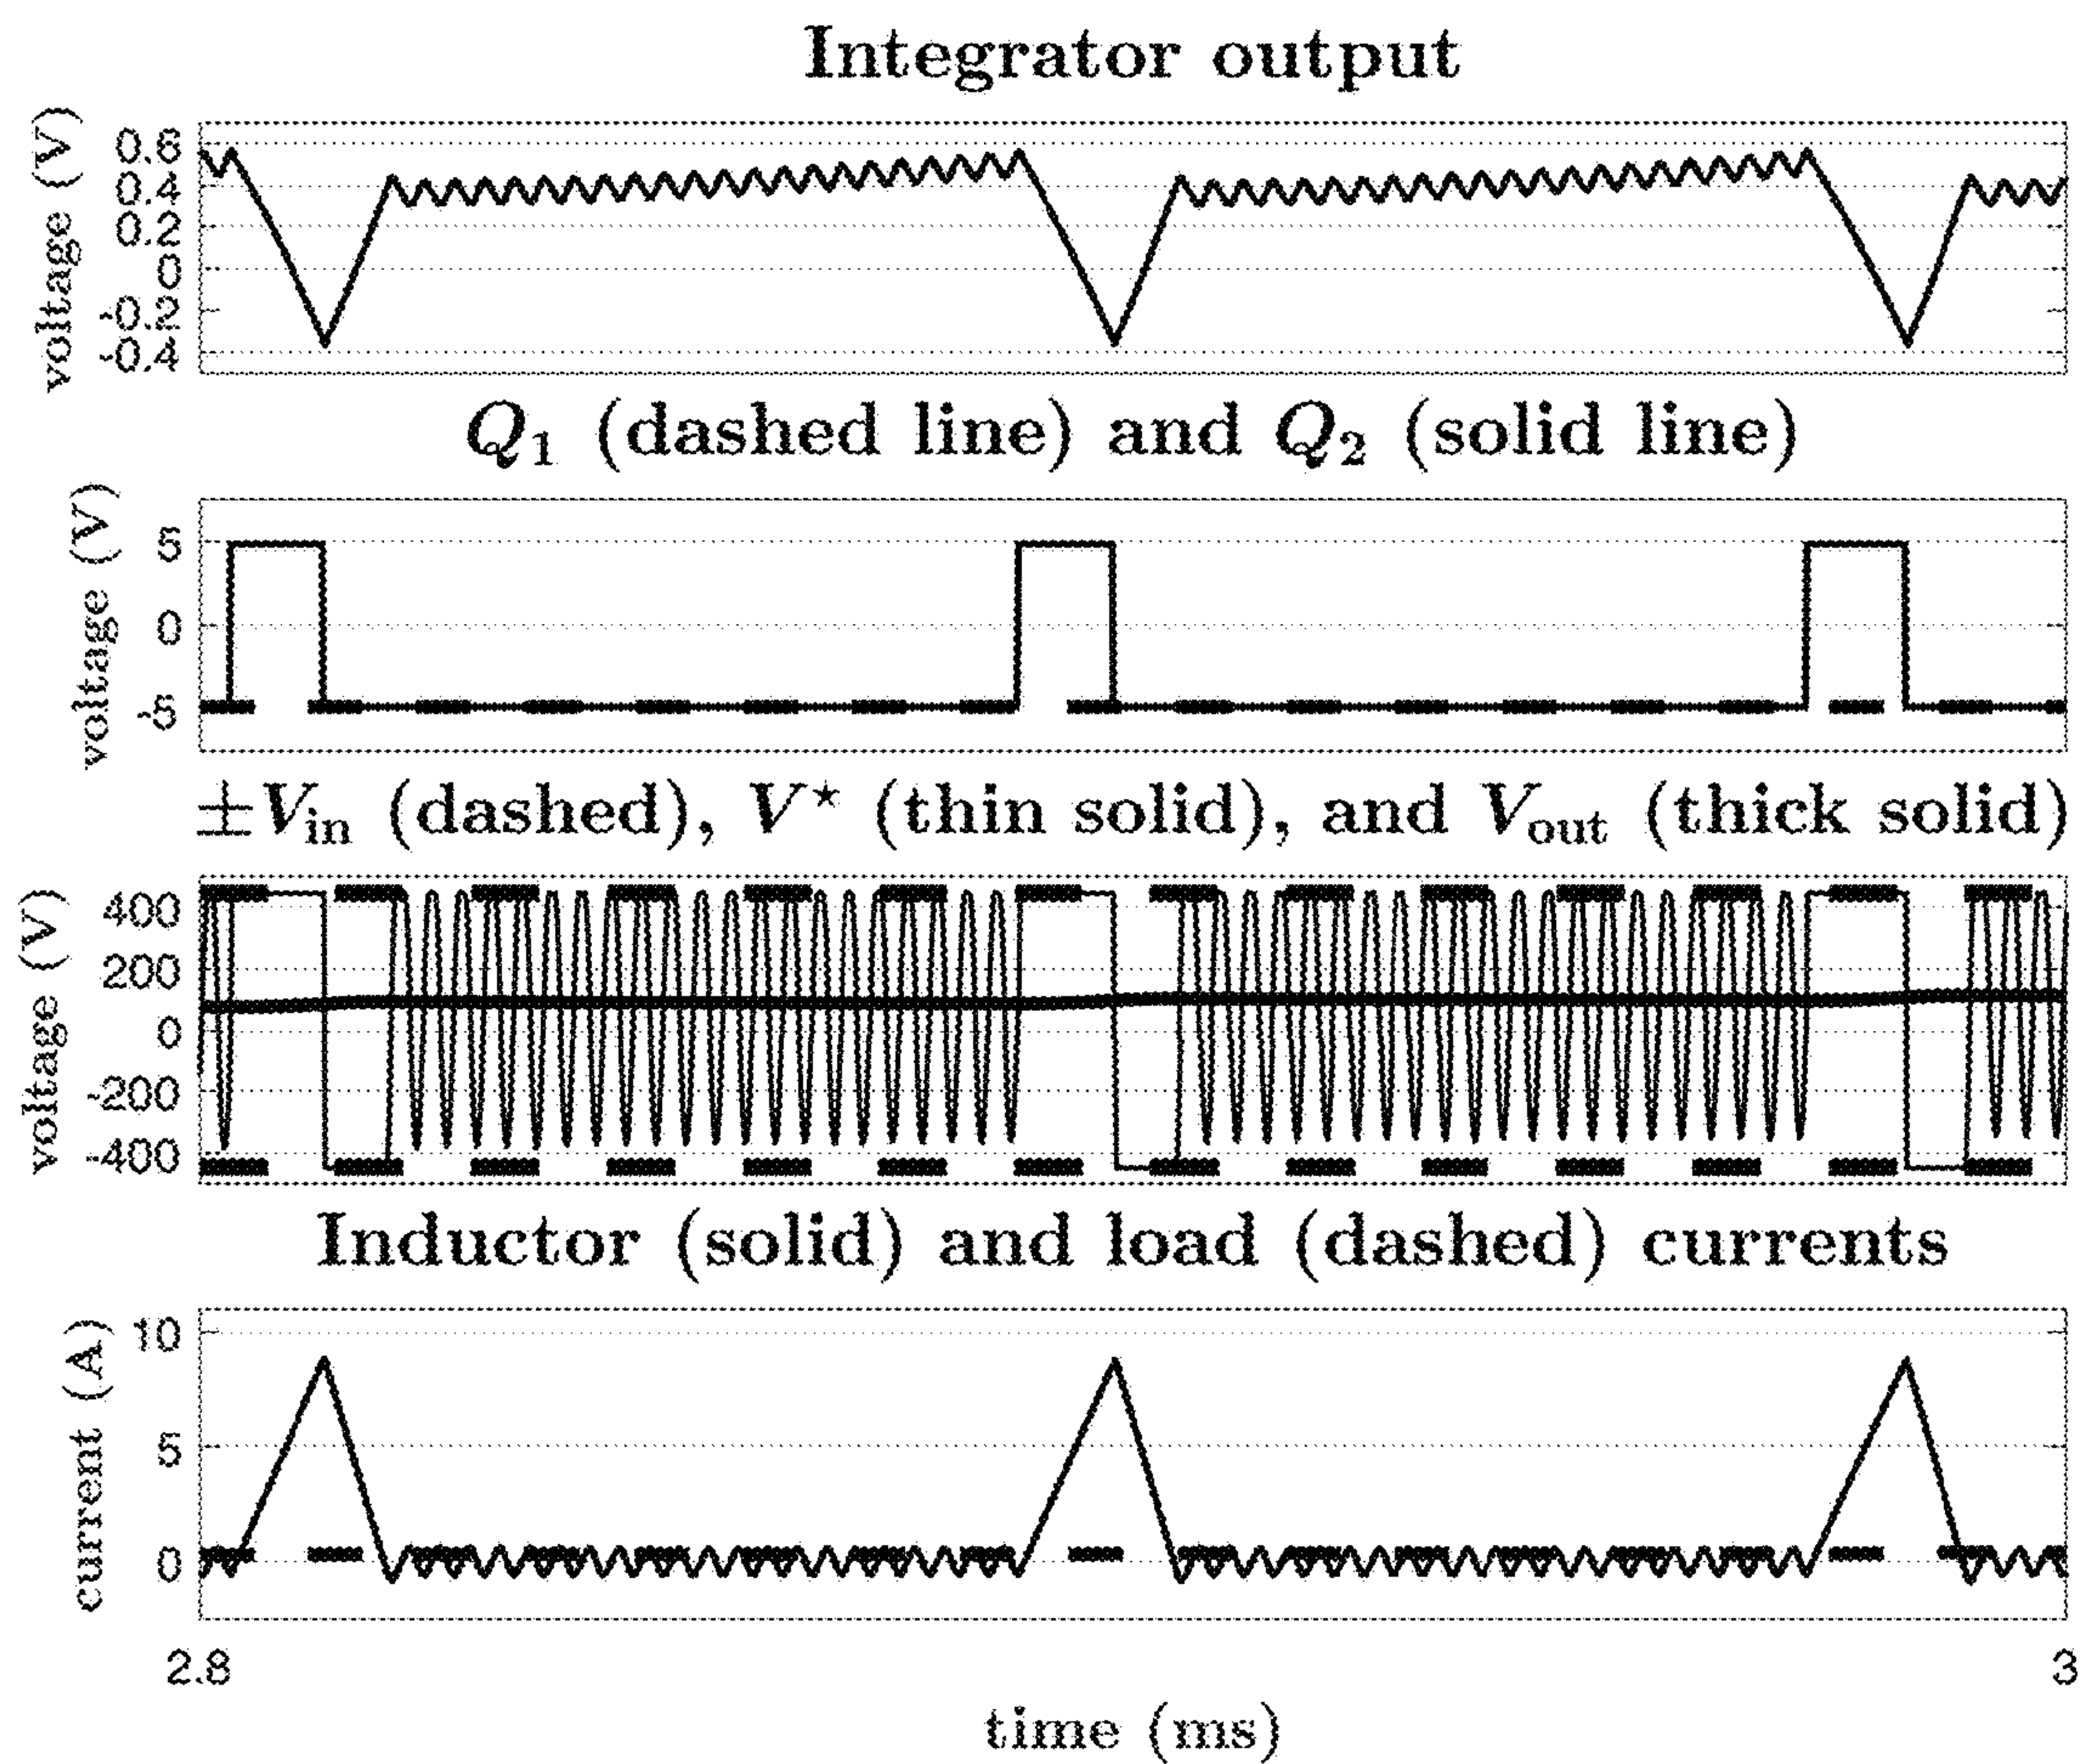 Integrator output
voltage (V)
0.6
0.4
0.2
0
-0.2
-0.4
Q₁ (dashed line) and Q₂ (solid line)
voltage (V)
5
0
-5
±V_in (dashed), V⋆ (thin solid), and V_out (thick solid)
voltage (V)
400
200
0
-200
-400
Inductor (solid) and load (dashed) currents
current (A)
10
5
0
2.8 3
time (ms)